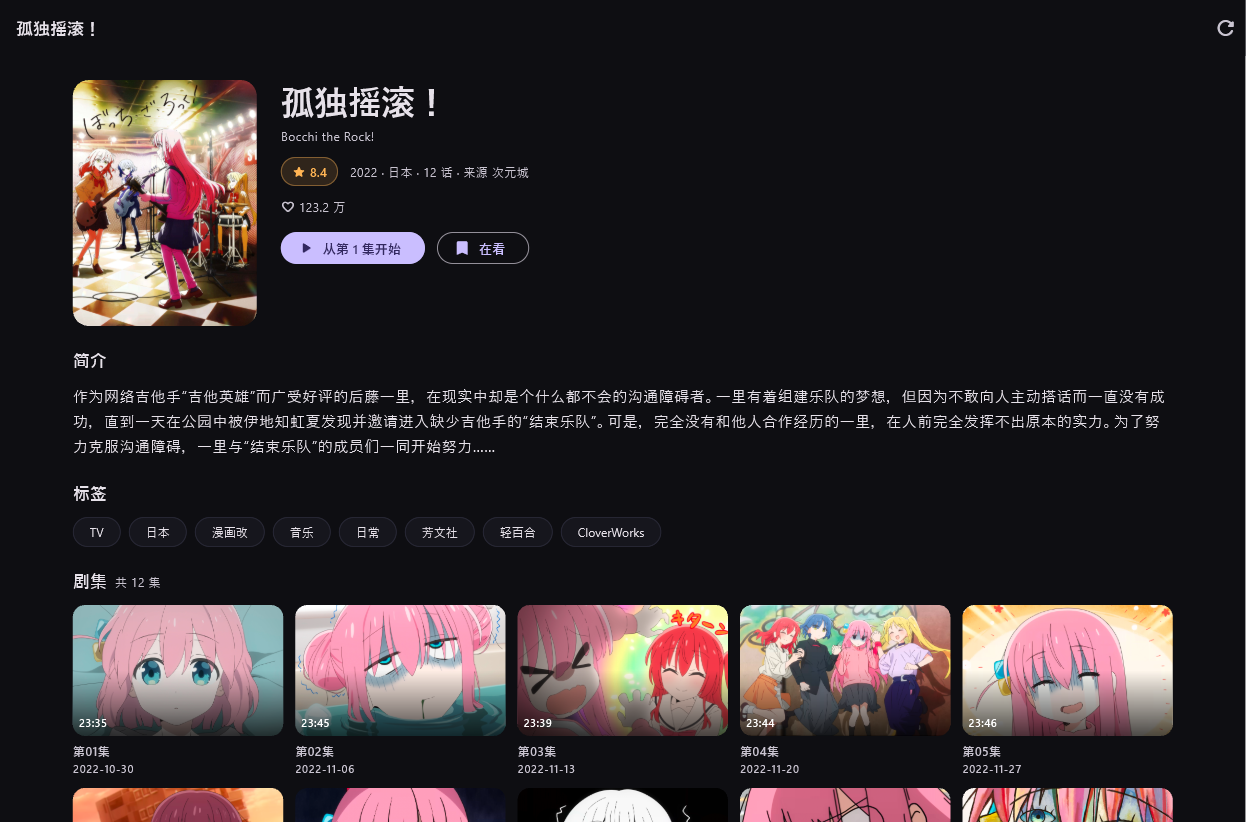 孤独摇滚！
ぼっち・ざ・ろっく!
孤独摇滚！
Bocchi the Rock!
8.4
2022 · 日本 · 12 话 · 来源 次元城
123.2 万
从第 1 集开始
在看
简介
作为网络吉他手“吉他英雄”而广受好评的后藤一里，在现实中却是个什么都不会的沟通障碍者。一里有着组建乐队的梦想，但因为不敢向人主动搭话而一直没有成
功，直到一天在公园中被伊地知虹夏发现并邀请进入缺少吉他手的“结束乐队”。可是，完全没有和他人合作经历的一里，在人前完全发挥不出原本的实力。为了努
力克服沟通障碍，一里与“结束乐队”的成员们一同开始努力……
标签
TV
日本
漫画改
音乐
日常
芳文社
轻百合
CloverWorks
剧集 共 12 集
キターン
23:35
23:45
23:39
23:44
23:46
第01集
第02集
第03集
第04集
第05集
2022-10-30
2022-11-06
2022-11-13
2022-11-20
2022-11-27